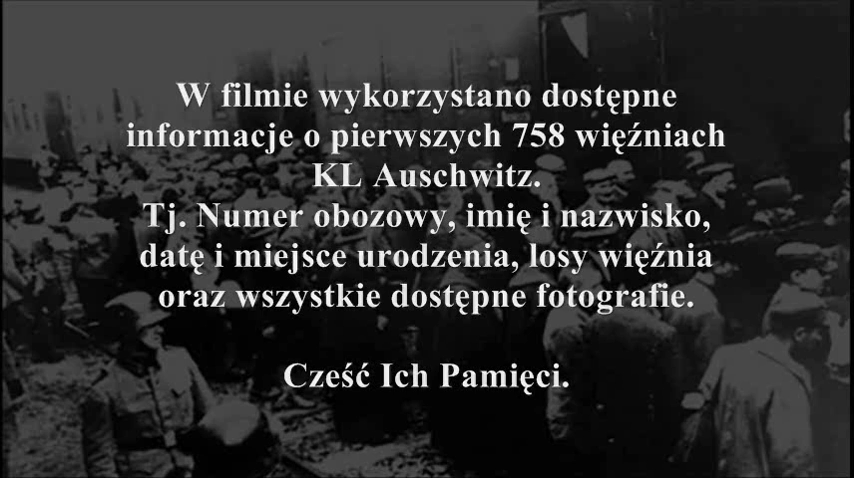 W filmie wykorzystano dostępne
informacje o pierwszych 758 więźniach
KL Auschwitz.
Tj. Numer obozowy, imię i nazwisko,
datę i miejsce urodzenia, losy więźnia
oraz wszystkie dostępne fotografie.
Cześć Ich Pamięci.